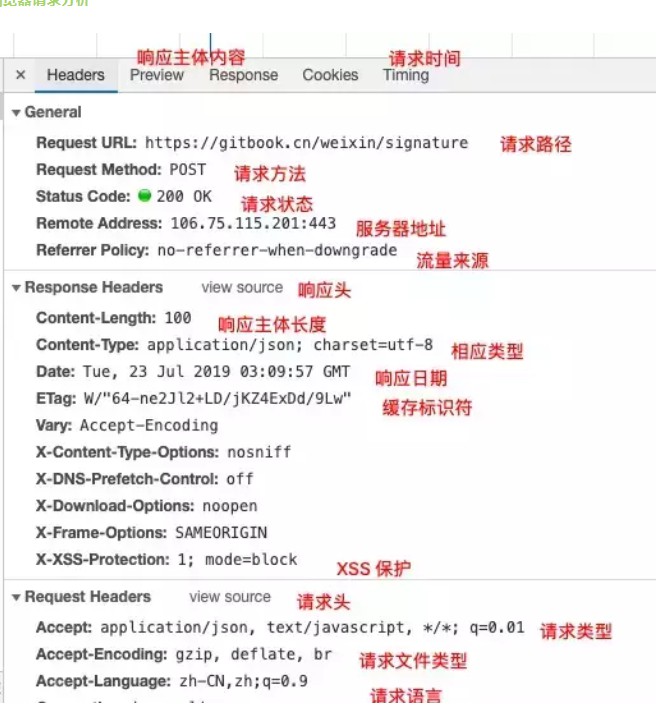 览器请求分析
响应主体内容 请求时间
× Headers Preview Response Cookies Timing
▼General
Request URL: https://gitbook.cn/weixin/signature 请求路径
Request Method: POST 请求方法
Status Code: 200 OK 请求状态
Remote Address: 106.75.115.201:443 服务器地址
Referrer Policy: no-referrer-when-downgrade 流量来源
▼Response Headers view source 响应头
Content-Length: 100 响应主体长度
Content-Type: application/json; charset=utf-8 相应类型
Date: Tue, 23 Jul 2019 03:09:57 GMT 响应日期
ETag: W/"64-ne2Jl2+LD/jKZ4ExDd/9Lw" 缓存标识符
Vary: Accept-Encoding
X-Content-Type-Options: nosniff
X-DNS-Prefetch-Control: off
X-Download-Options: noopen
X-Frame-Options: SAMEORIGIN
X-XSS-Protection: 1; mode=block XSS 保护
▼Request Headers view source 请求头
Accept: application/json, text/javascript, */*; q=0.01 请求类型
Accept-Encoding: gzip, deflate, br 请求文件类型
Accept-Language: zh-CN,zh;q=0.9 请求语言